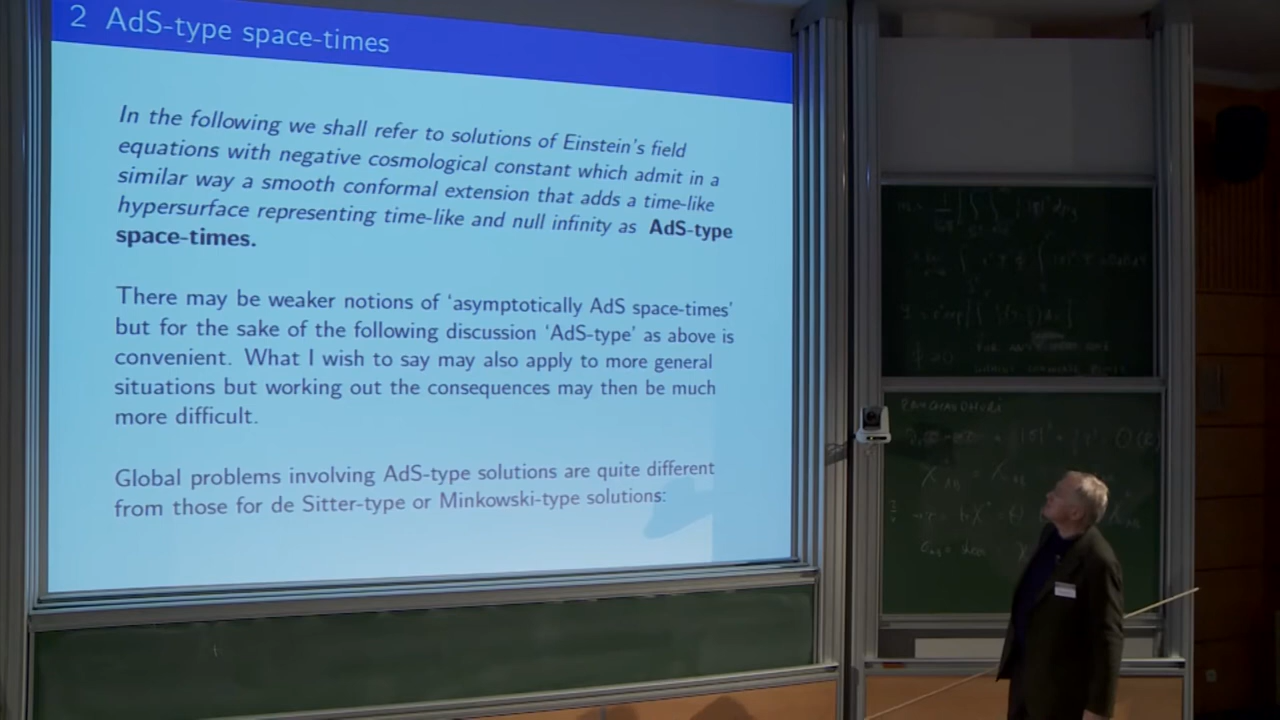 2 AdS-type space-times
In the following we shall refer to solutions of Einstein's field
equations with negative cosmological constant which admit in a
similar way a smooth conformal extension that adds a time-like
hypersurface representing time-like and null infinity as AdS-type
space-times.
There may be weaker notions of 'asymptotically AdS space-times'
but for the sake of the following discussion 'AdS-type' as above is
convenient. What I wish to say may also apply to more general
situations but working out the consequences may then be much
more difficult.
Global problems involving AdS-type solutions are quite different
from those for de Sitter-type or Minkowski-type solutions: